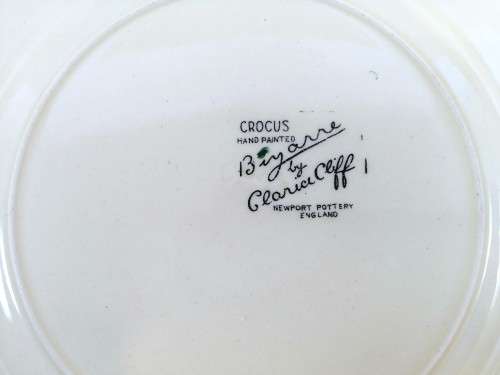 CROCUS
HAND PAINTED
Bizarre
by
Clarice Cliff
NEWPORT POTTERY
ENGLAND